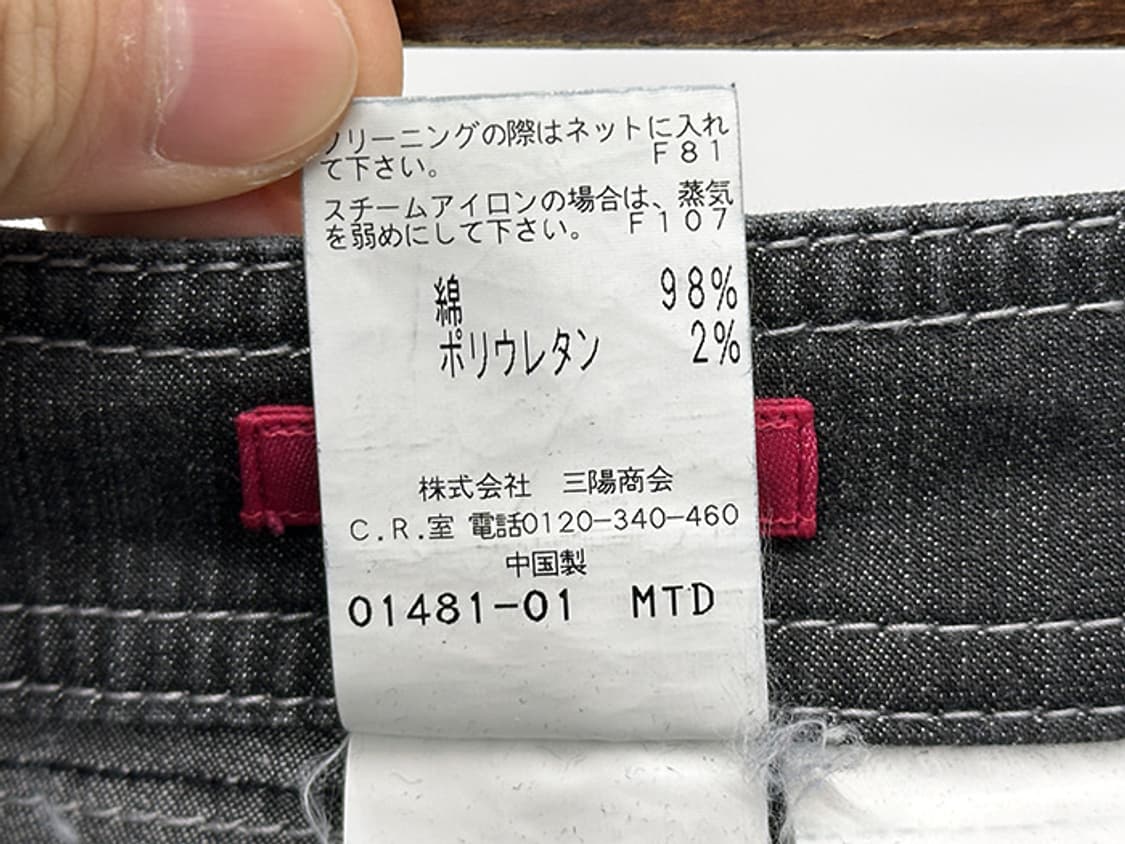 クリーニングの際はネットに入れ
て下さい。 F81
スチームアイロンの場合は、蒸気
を弱めにして下さい。 F107
綿 98%
ポリウレタン 2%
株式会社 三陽商会
C.R.室 電話0120-340-460
中国製
01481-01 MTD